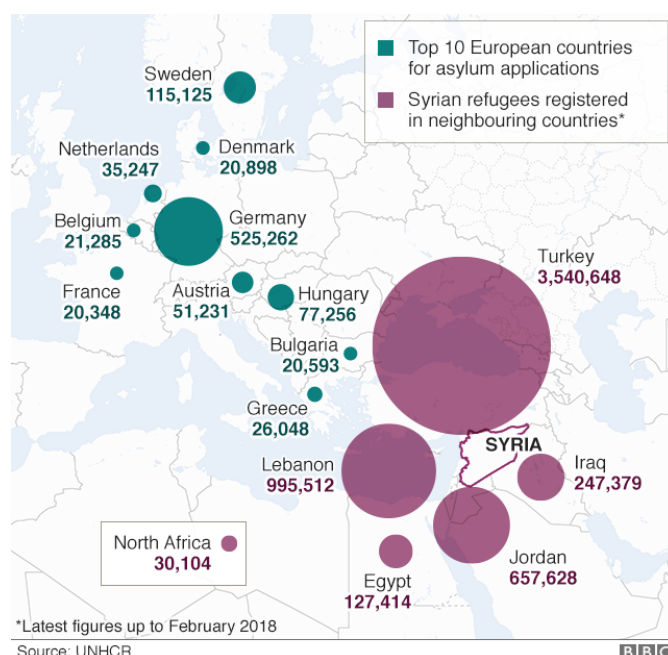 Top 10 European countries
for asylum applications
Syrian refugees registered
in neighbouring countries*
Sweden
115,125
Netherlands
35,247
Denmark
20,898
Belgium
21,285
Germany
525,262
France
20,348
Austria
51,231
Hungary
77,256
Turkey
3,540,648
Bulgaria
20,593
Greece
26,048
SYRIA
Lebanon
995,512
Iraq
247,379
North Africa
30,104
Egypt
127,414
Jordan
657,628
*Latest figures up to February 2018
Source: UNHCR
BBC